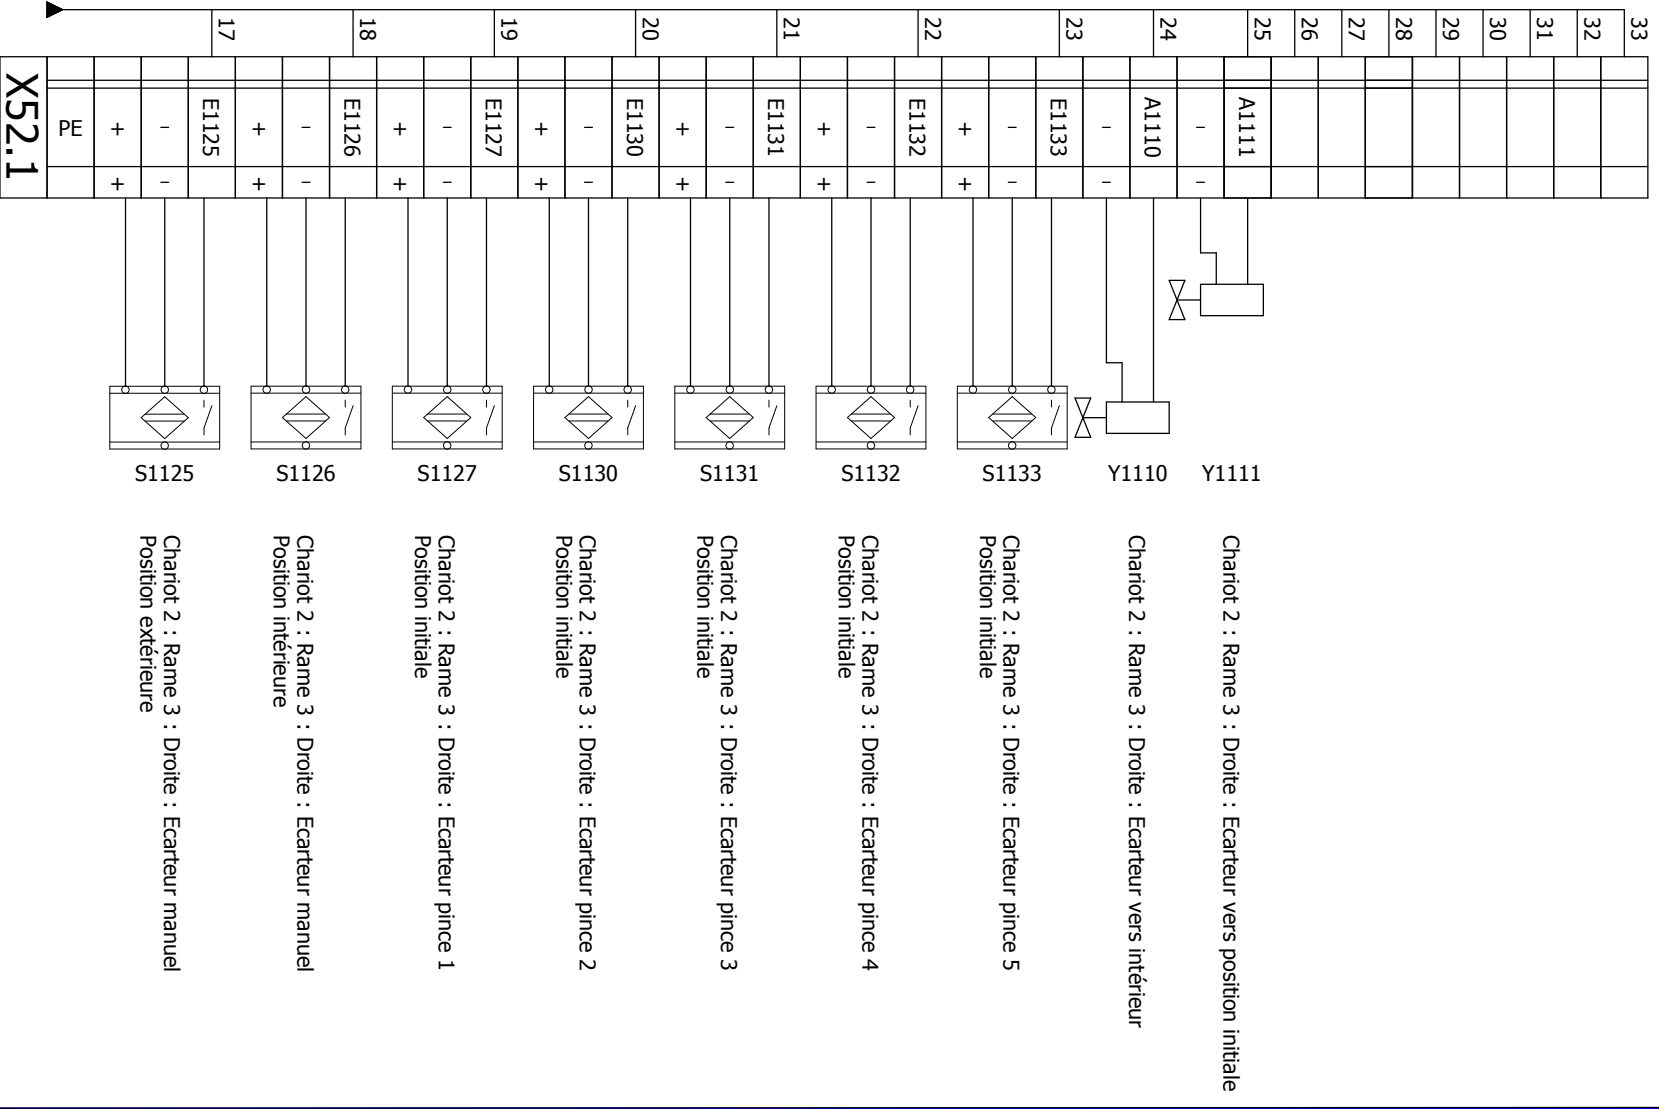 17
18
19
20
21
22
23
24
25
26
27
28
29
30
31
32
33
X52.1
PE
+
-
E1125
+
-
E1126
+
-
E1127
+
-
E1130
+
-
E1131
+
-
E1132
+
-
E1133
-
A1110
-
A1111
+
-
+
-
+
-
+
-
+
-
+
-
+
-
-
-
S1125
S1126
S1127
S1130
S1131
S1132
S1133
Y1110
Y1111
Chariot 2 : Rame 3 : Droite : Ecarteur manuel
Position extérieure
Chariot 2 : Rame 3 : Droite : Ecarteur manuel
Position intérieure
Chariot 2 : Rame 3 : Droite : Ecarteur pince 1
Position initiale
Chariot 2 : Rame 3 : Droite : Ecarteur pince 2
Position initiale
Chariot 2 : Rame 3 : Droite : Ecarteur pince 3
Position initiale
Chariot 2 : Rame 3 : Droite : Ecarteur pince 4
Position initiale
Chariot 2 : Rame 3 : Droite : Ecarteur pince 5
Position initiale
Chariot 2 : Rame 3 : Droite : Ecarteur vers intérieur
Chariot 2 : Rame 3 : Droite : Ecarteur vers position initiale